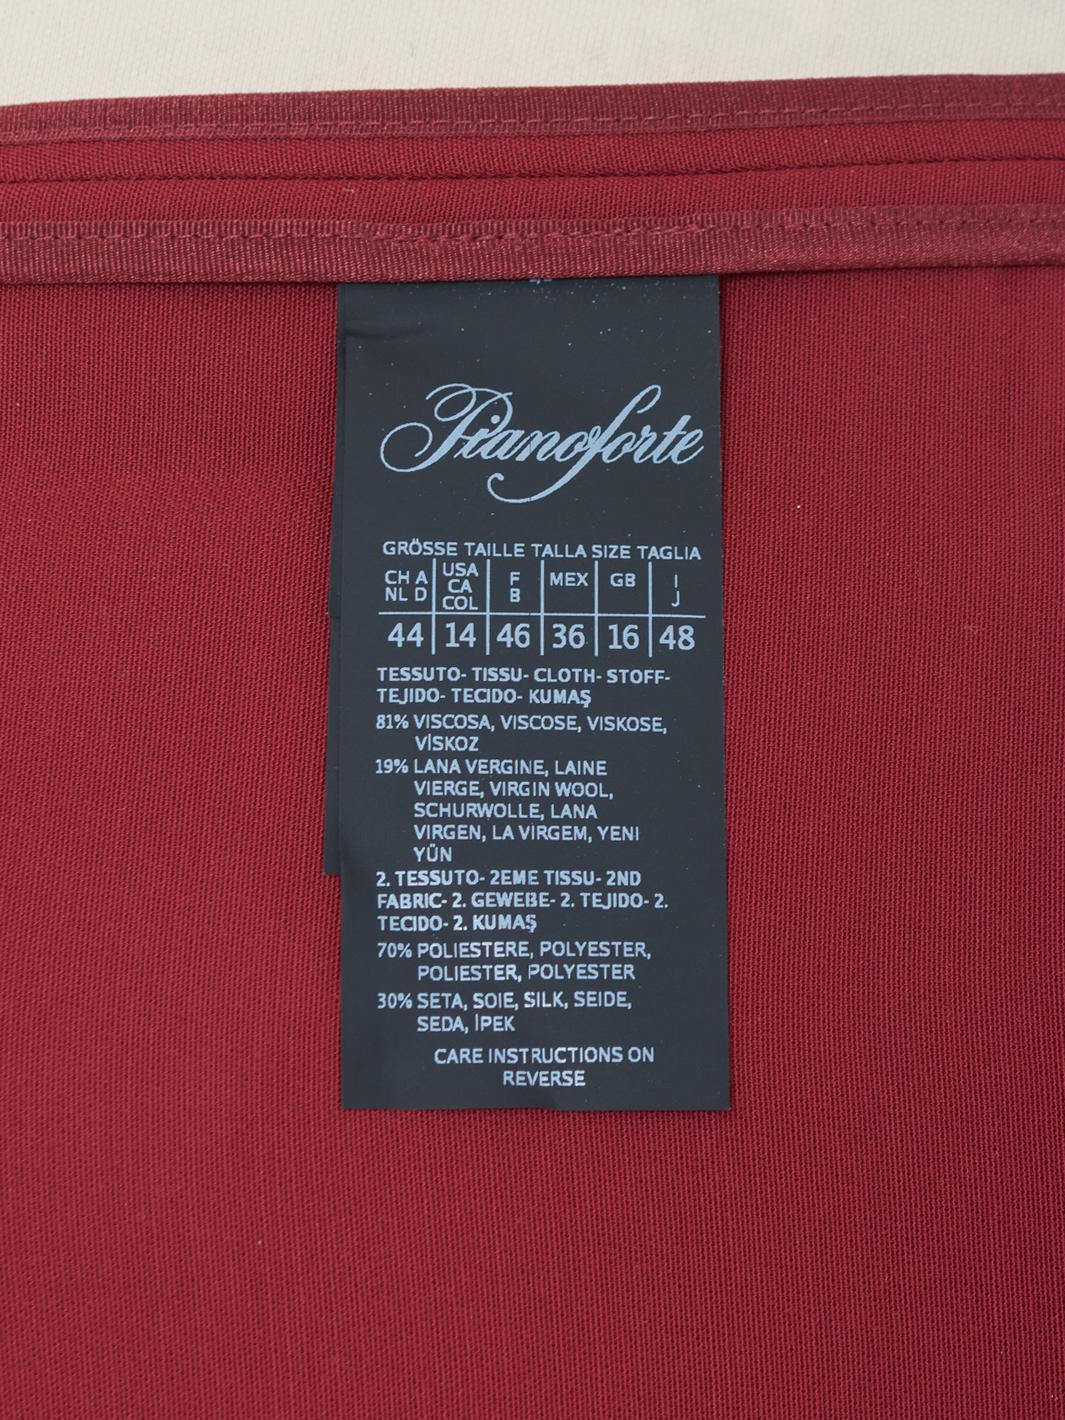 Pianoforte
GRÖSSE TAILLE TALLA SIZE TAGLIA
CH A NL D USA CA COL F B MEX GB I J
44 14 46 36 16 48
TESSUTO- TISSU- CLOTH- STOFF-
TEJIDO- TECIDO- KUMAŞ
81% VISCOSA, VISCOSE, VISKOSE,
VİSKOZ
19% LANA VERGINE, LAINE
VIERGE, VIRGIN WOOL,
SCHURWOLLE, LANA
VIRGEN, LA VİRGEM, YENI
YÜN
2. TESSUTO- 2EME TISSU- 2ND
FABRIC- 2. GEWEBE- 2. TEJIDO- 2.
TECIDO- 2. KUMAŞ
70% POLIESTERE, POLYESTER,
POLIESTER, POLYESTER
30% SETA, SOIE, SILK, SEIDE,
SEDA, İPEK
CARE INSTRUCTIONS ON
REVERSE